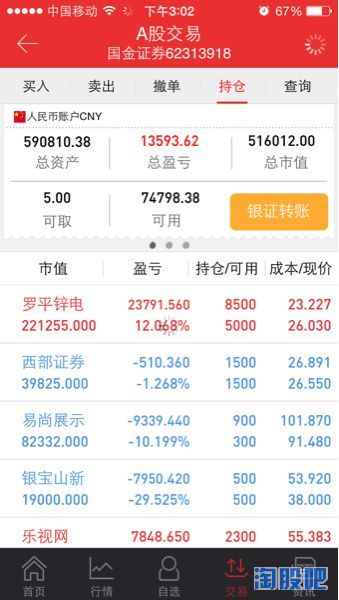 中国移动 下午3:02 67%
A股交易
国金证券62313918
买入 卖出 撤单 持仓 查询
人民币账户CNY
590810.38 13593.62 516012.00
总资产 总盈亏 总市值
5.00 74798.38 银证转账
可取 可用
市值 盈亏 持仓/可用 成本/现价
罗平锌电 23791.560 8500 23.227
221255.000 12.068% 5000 26.030
西部证券 -510.360 1500 26.891
39825.000 -1.268% 1500 26.550
易尚展示 -9339.440 900 101.870
82332.000 -10.199% 300 91.480
银宝山新 -7950.420 500 53.920
19000.000 -29.525% 500 38.000
乐视网 7848.650 2300 55.383
首页 行情 自选 交易 资讯
淘股吧